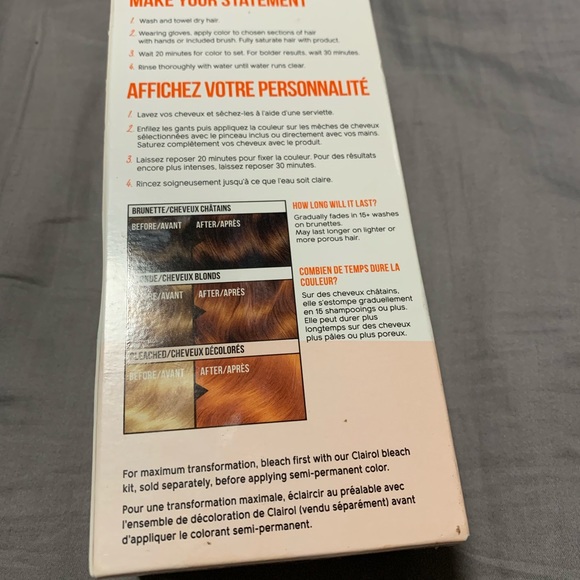 MAKE YOUR STATEMENT
1. Wash and towel dry hair.
2. Wearing gloves, apply color to chosen sections of hair
with hands or included brush. Fully saturate hair with product.
3. Wait 20 minutes for color to set. For bolder results, wait 30 minutes.
4. Rinse thoroughly with water until water runs clear.
AFFICHEZ VOTRE PERSONNALITÉ
1. Lavez vos cheveux et séchez-les à l'aide d'une serviette.
2. Enfilez les gants puis appliquez la couleur sur les mèches de cheveux
sélectionnées avec le pinceau inclus ou directement avec vos mains.
Saturez complètement vos cheveux avec le produit.
3. Laissez reposer 20 minutes pour fixer la couleur. Pour des résultats
encore plus intenses, laissez reposer 30 minutes.
4. Rincez soigneusement jusqu'à ce que l'eau soit claire.
BRUNETTE/CHEVEUX CHÂTAINS
BEFORE/AVANT AFTER/APRÈS
/CHEVEUX BLONDS
/AVANT AFTER/APRÈS
BLEACHED/CHEVEUX DÉCOLORÉS
BEFORE/AVANT AFTER/APRÈS
HOW LONG WILL IT LAST?
Gradually fades in 15+ washes
on brunettes.
May last longer on lighter or
more porous hair.
COMBIEN DE TEMPS DURE LA
COULEUR?
Sur des cheveux châtains,
elle s'estompe graduellement
en 15 shampooings ou plus.
Elle peut durer plus
longtemps sur des cheveux
plus pâles ou plus poreux.
For maximum transformation, bleach first with our Clairol bleach
kit, sold separately, before applying semi-permanent color.
Pour une transformation maximale, éclaircir au préalable avec
l'ensemble de décoloration de Clairol (vendu séparément) avant
d'appliquer le colorant semi-permanent.